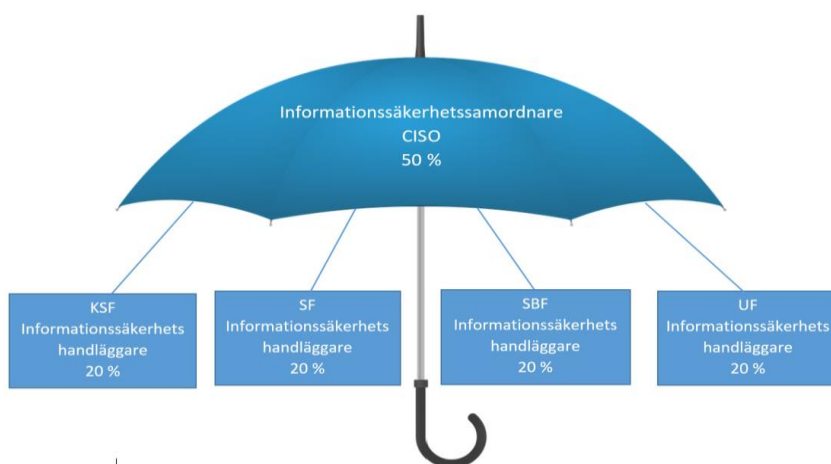 Informationssäkerhetssamordnare
CISO
50 %
KSF
Informationssäkerhets
handläggare
20 %
SF
Informationssäkerhets
handläggare
20 %
SBF
Informationssäkerhets
handläggare
20 %
UF
Informationssäkerhets
handläggare
20 %